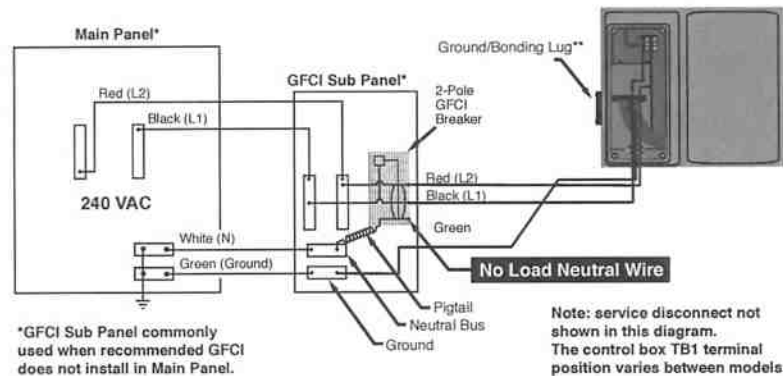 Main Panel*
Ground/Bonding Lug**
GFCI Sub Panel*
2-Pole
GFCI
Breaker
Red (L2)
Black (L1)
Red (L2)
Black (L1)
240 VAC
Green
White (N)
Green (Ground)
No Load Neutral Wire
Pigtail
Neutral Bus
Ground
*GFCI Sub Panel commonly
used when recommended GFCI
does not install in Main Panel.
Note: service disconnect not
shown in this diagram.
The control box TB1 terminal
position varies between models